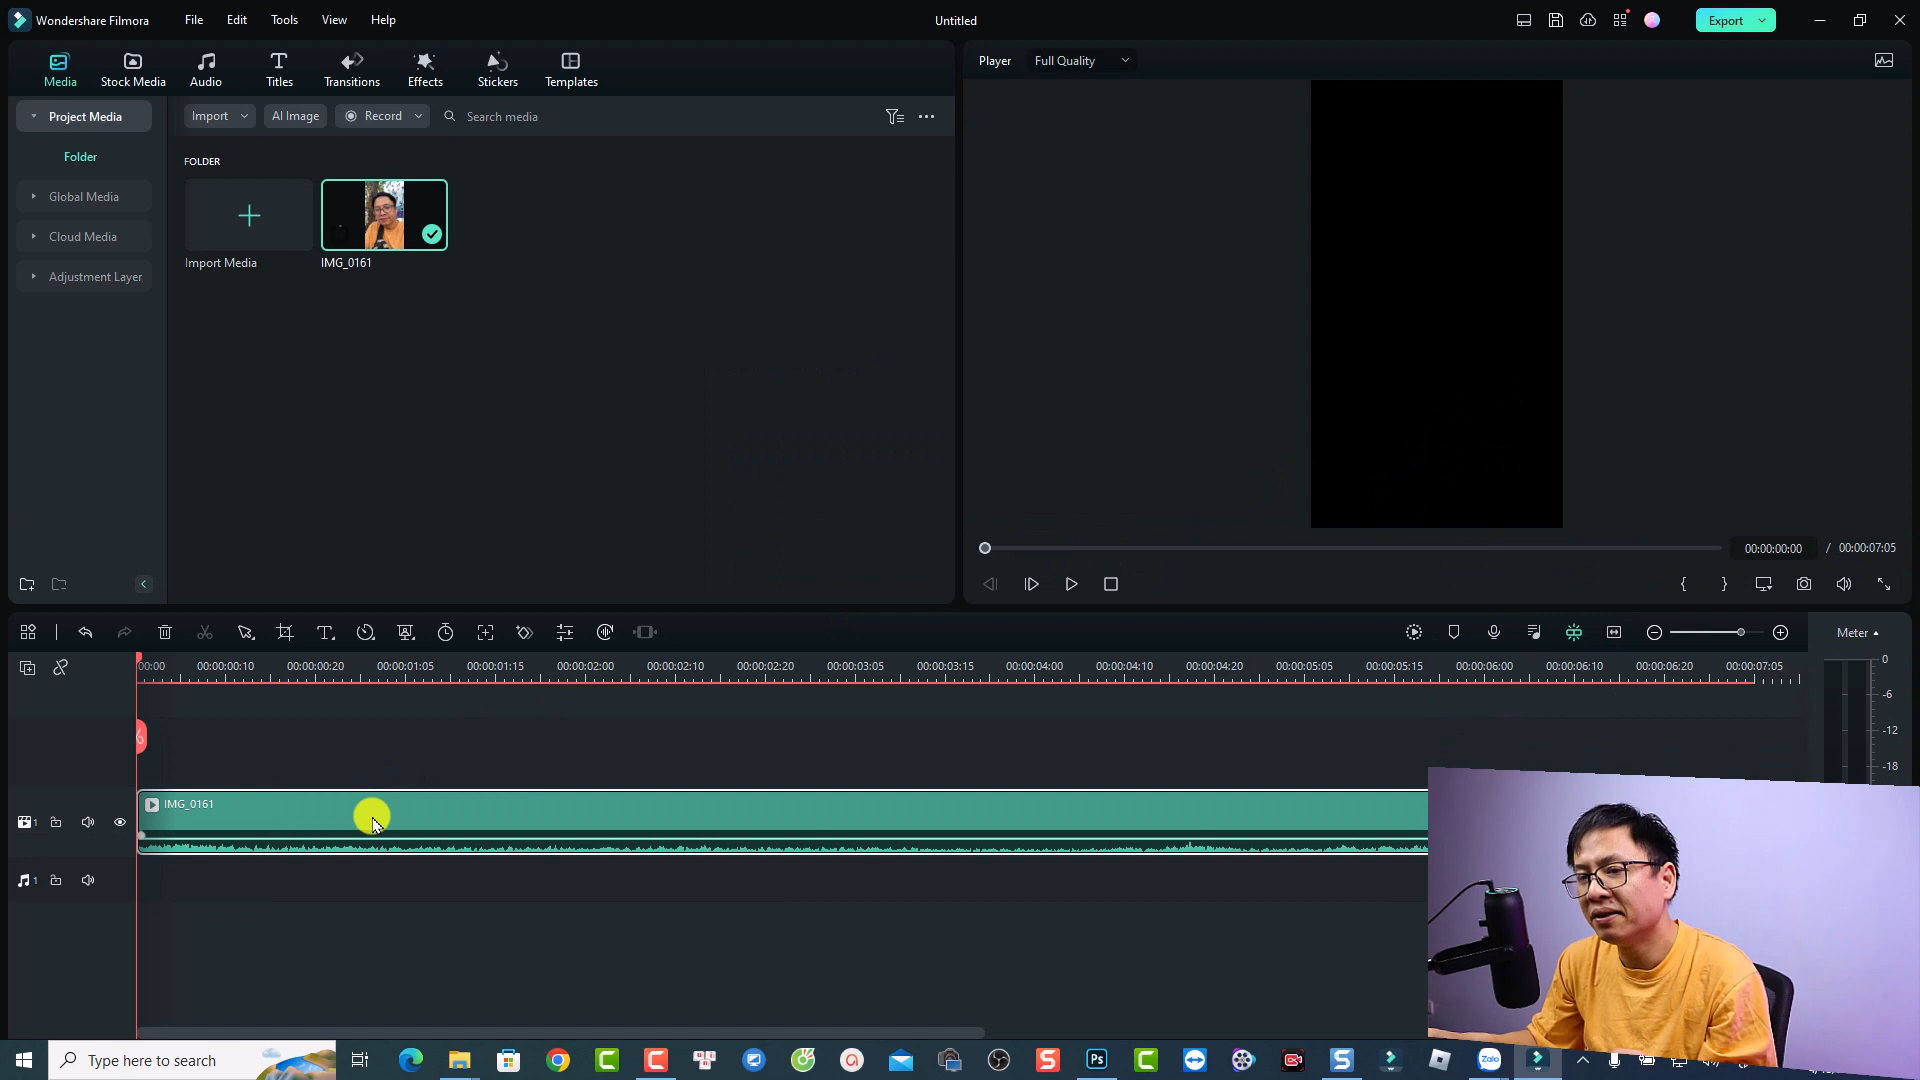 Wondershare Filmora
File
Edit
Tools
View
Help
Untitled
Export
Media
Stock Media
Audio
Titles
Transitions
Effects
Stickers
Templates
Player
Full Quality
Project Media
Import
AI Image
Record
Search media
Folder
Global Media
Cloud Media
Adjustment Layer
FOLDER
Import Media
IMG_0161
00:00:00:00
/
00:00:07:05
Meter
00:00
00:00:00:10
00:00:00:20
00:00:01:05
00:00:01:15
00:00:02:00
00:00:02:10
00:00:02:20
00:00:03:05
00:00:03:15
00:00:04:00
00:00:04:10
00:00:04:20
00:00:05:05
00:00:05:15
00:00:06:00
00:00:06:10
00:00:06:20
00:00:07:05
0
-6
-12
-18
IMG_0161
1
1
Type here to search
Ps
Zalo